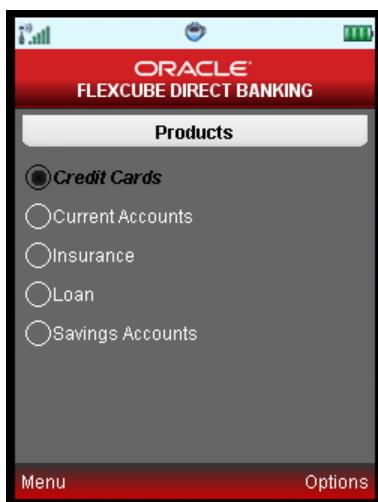 ORACLE
FLEXCUBE DIRECT BANKING
Products
Credit Cards
Current Accounts
Insurance
Loan
Savings Accounts
Menu Options